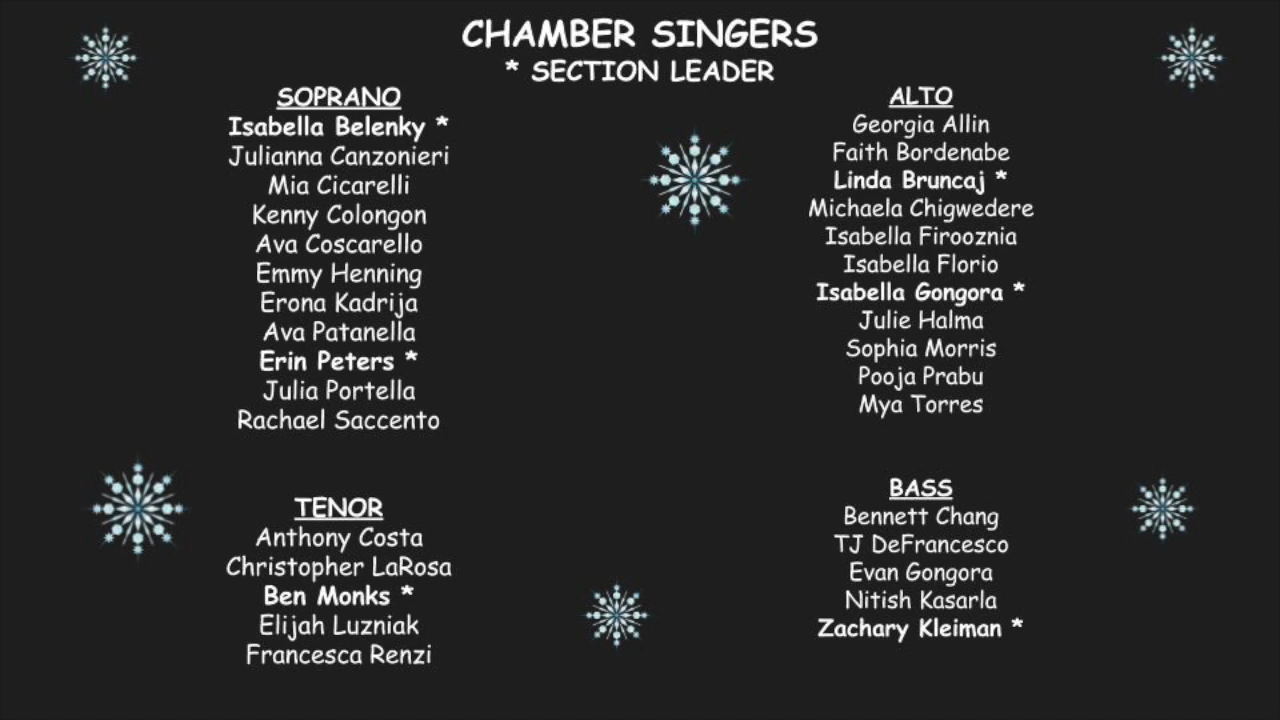 CHAMBER SINGERS
* SECTION LEADER
SOPRANO
Isabella Belenky *
Julianna Canzonieri
Mia Cicarelli
Kenny Colongon
Ava Coscarello
Emmy Henning
Erona Kadrija
Ava Patanella
Erin Peters *
Julia Portella
Rachael Saccento
ALTO
Georgia Allin
Faith Bordenabe
Linda Bruncaj *
Michaela Chigwedere
Isabella Firooznia
Isabella Florio
Isabella Gongora *
Julie Halma
Sophia Morris
Pooja Prabu
Mya Torres
TENOR
Anthony Costa
Christopher LaRosa
Ben Monks *
Elijah Luzniak
Francesca Renzi
BASS
Bennett Chang
TJ DeFrancesco
Evan Gongora
Nitish Kasarla
Zachary Kleiman *